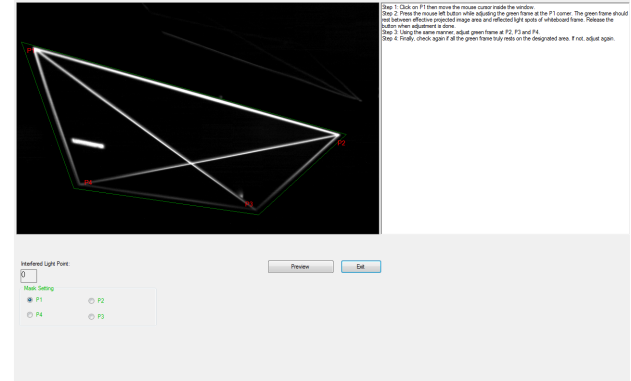 Step 1: Click on P1 then move the mouse cursor inside the window.
Step 2: Press the mouse left button while adjusting the green frame at the P1 corner. The green frame should
rest between effective projected image area and reflected light spots of whiteboard frame. Release the
button when adjustment is done.
Step 3: Using the same manner, adjust green frame at P2, P3 and P4.
Step 4: Finally, check again if all the green frame truly rests on the designated area. If not, adjust again.
P2
P4
P3
Interfered Light Point:
0
Preview
Exit
Mask Setting
P1
P2
P4
P3